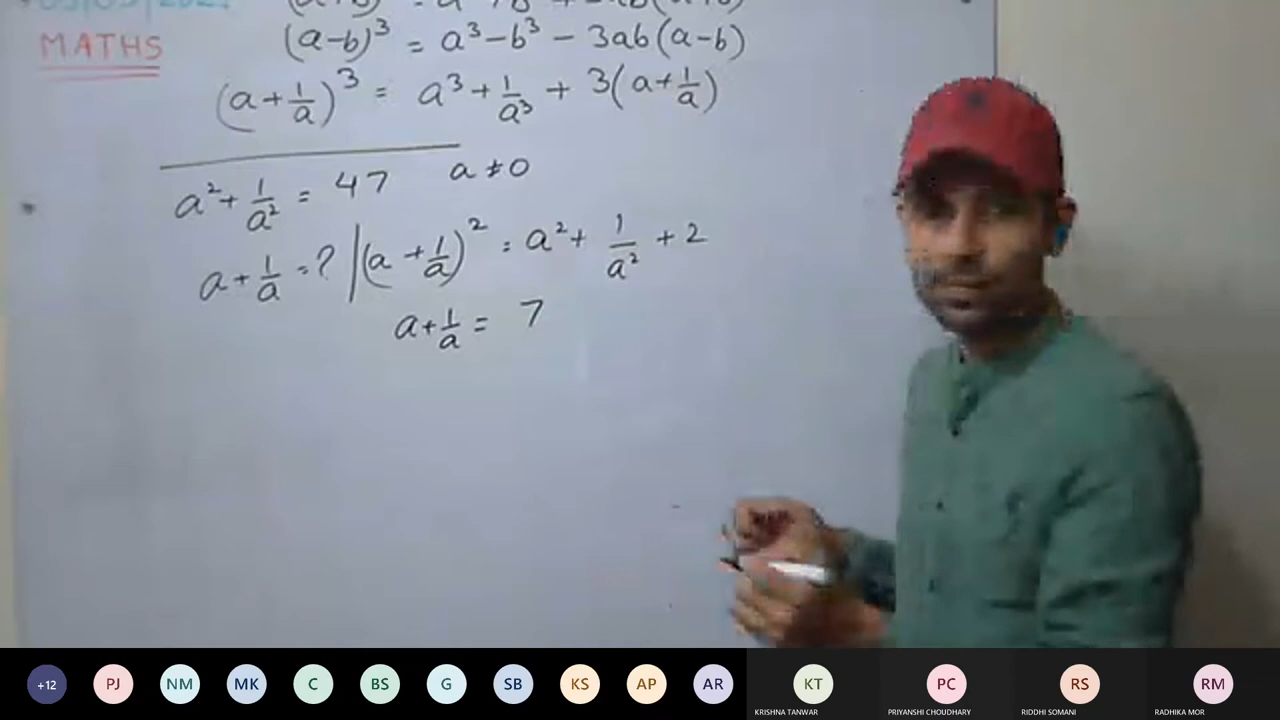 MATHS
(a-b)³ = a³-b³ - 3ab(a-b)
(a+1/a)³ = a³+1/a³ + 3(a+1/a)
a²+1/a² = 47 a≠0
a+1/a = ? | (a+1/a)² = a²+1/a²+2
a+1/a = 7
+12 PJ NM MK C BS G SB KS AP AR KT PC RS RM
KRISHNA TANWAR PRIYANSHI CHOUDHARY RIDDHI SOMANI RADHIKA MOR